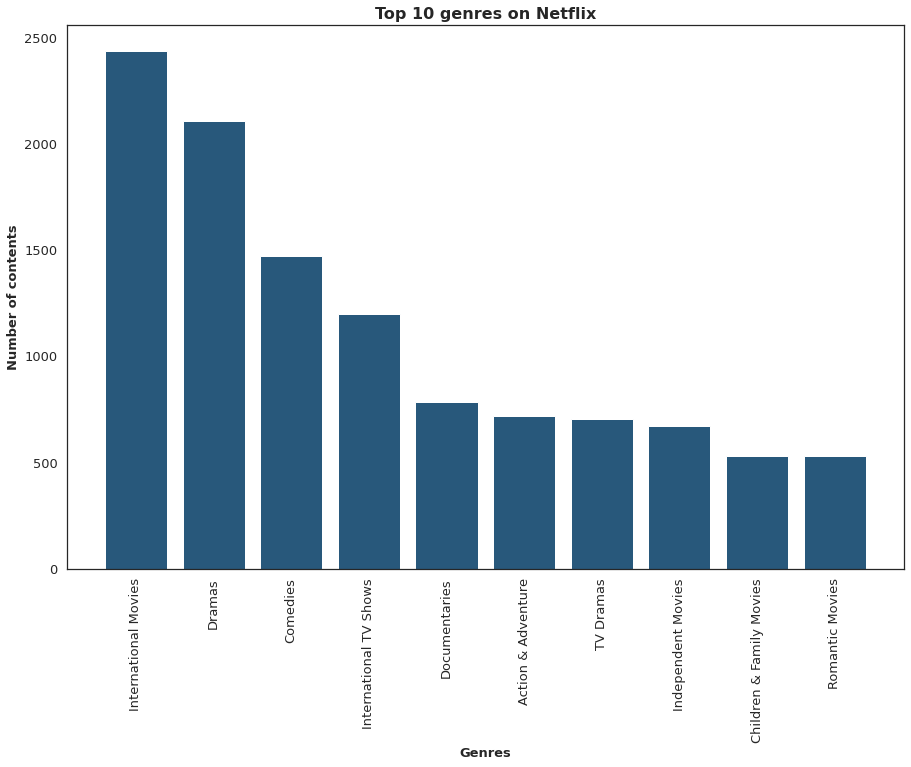 Top 10 genres on Netflix
Number of contents
2500
2000
1500
1000
500
0
International Movies
Dramas
Comedies
International TV Shows
Documentaries
Action & Adventure
TV Dramas
Independent Movies
Children & Family Movies
Romantic Movies
Genres